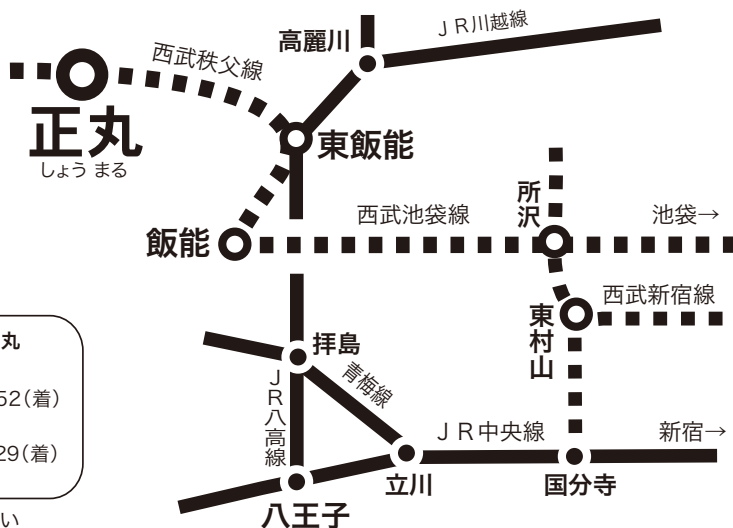 高麗川
ＪＲ川越線
西武秩父線
正丸
しょう まる
東飯能
飯能
西武池袋線
所沢
池袋→
西武新宿線
東村山
丸
52(着)
29(着)
い
拝島
青梅線
ＪＲ八高線
ＪＲ中央線
新宿→
立川
国分寺
八王子